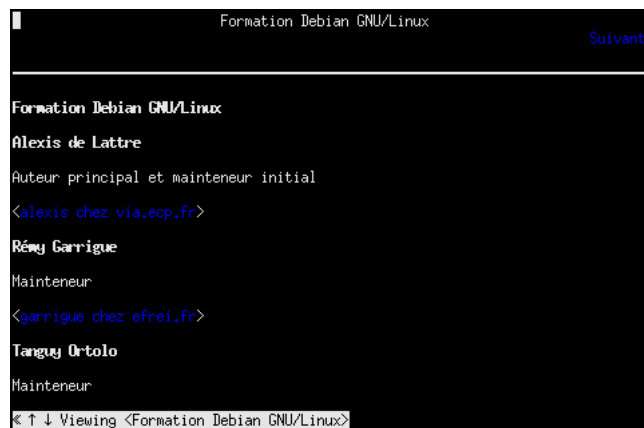 Formation Debian GNU/Linux
Suivant
Formation Debian GNU/Linux
Alexis de Lattre
Auteur principal et mainteneur initial
<alexis chez via.ecp.fr>
Rémy Garrigue
Mainteneur
<garrigue chez efrei.fr>
Tanguy Ortolo
Mainteneur
≪ ↑ ↓ Viewing <Formation Debian GNU/Linux>